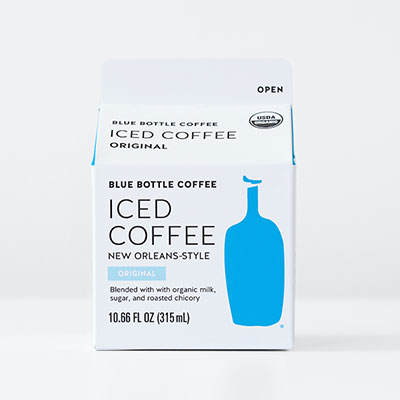 OPEN
USDA
ORGANIC
BLUE BOTTLE COFFEE
ICED COFFEE
ORIGINAL
BLUE BOTTLE COFFEE
ICED
COFFEE
NEW ORLEANS-STYLE
ORIGINAL
Blended with with organic milk,
sugar, and roasted chicory
10.66 FL OZ (315 mL)